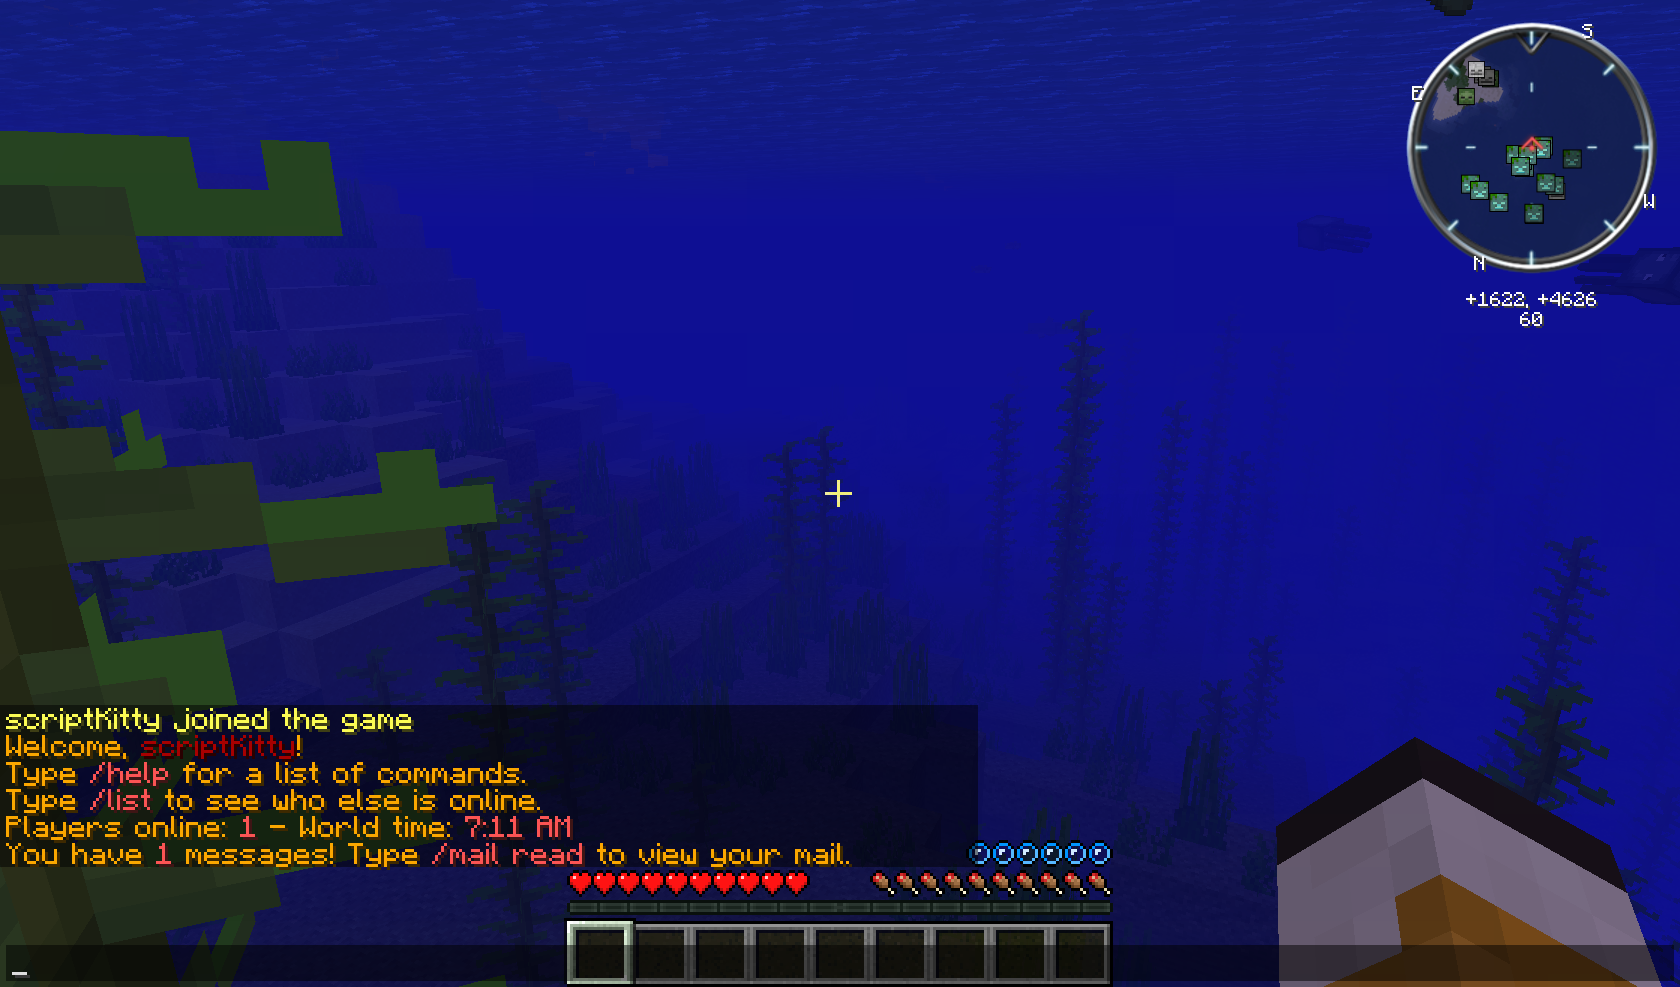 S
E
W
N
+1622, +4626
60
scriptKitty joined the game
Welcome, scriptKitty!
Type /help for a list of commands.
Type /list to see who else is online.
Players online: 1 - World time: 7:11 AM
You have 1 messages! Type /mail read to view your mail.
_